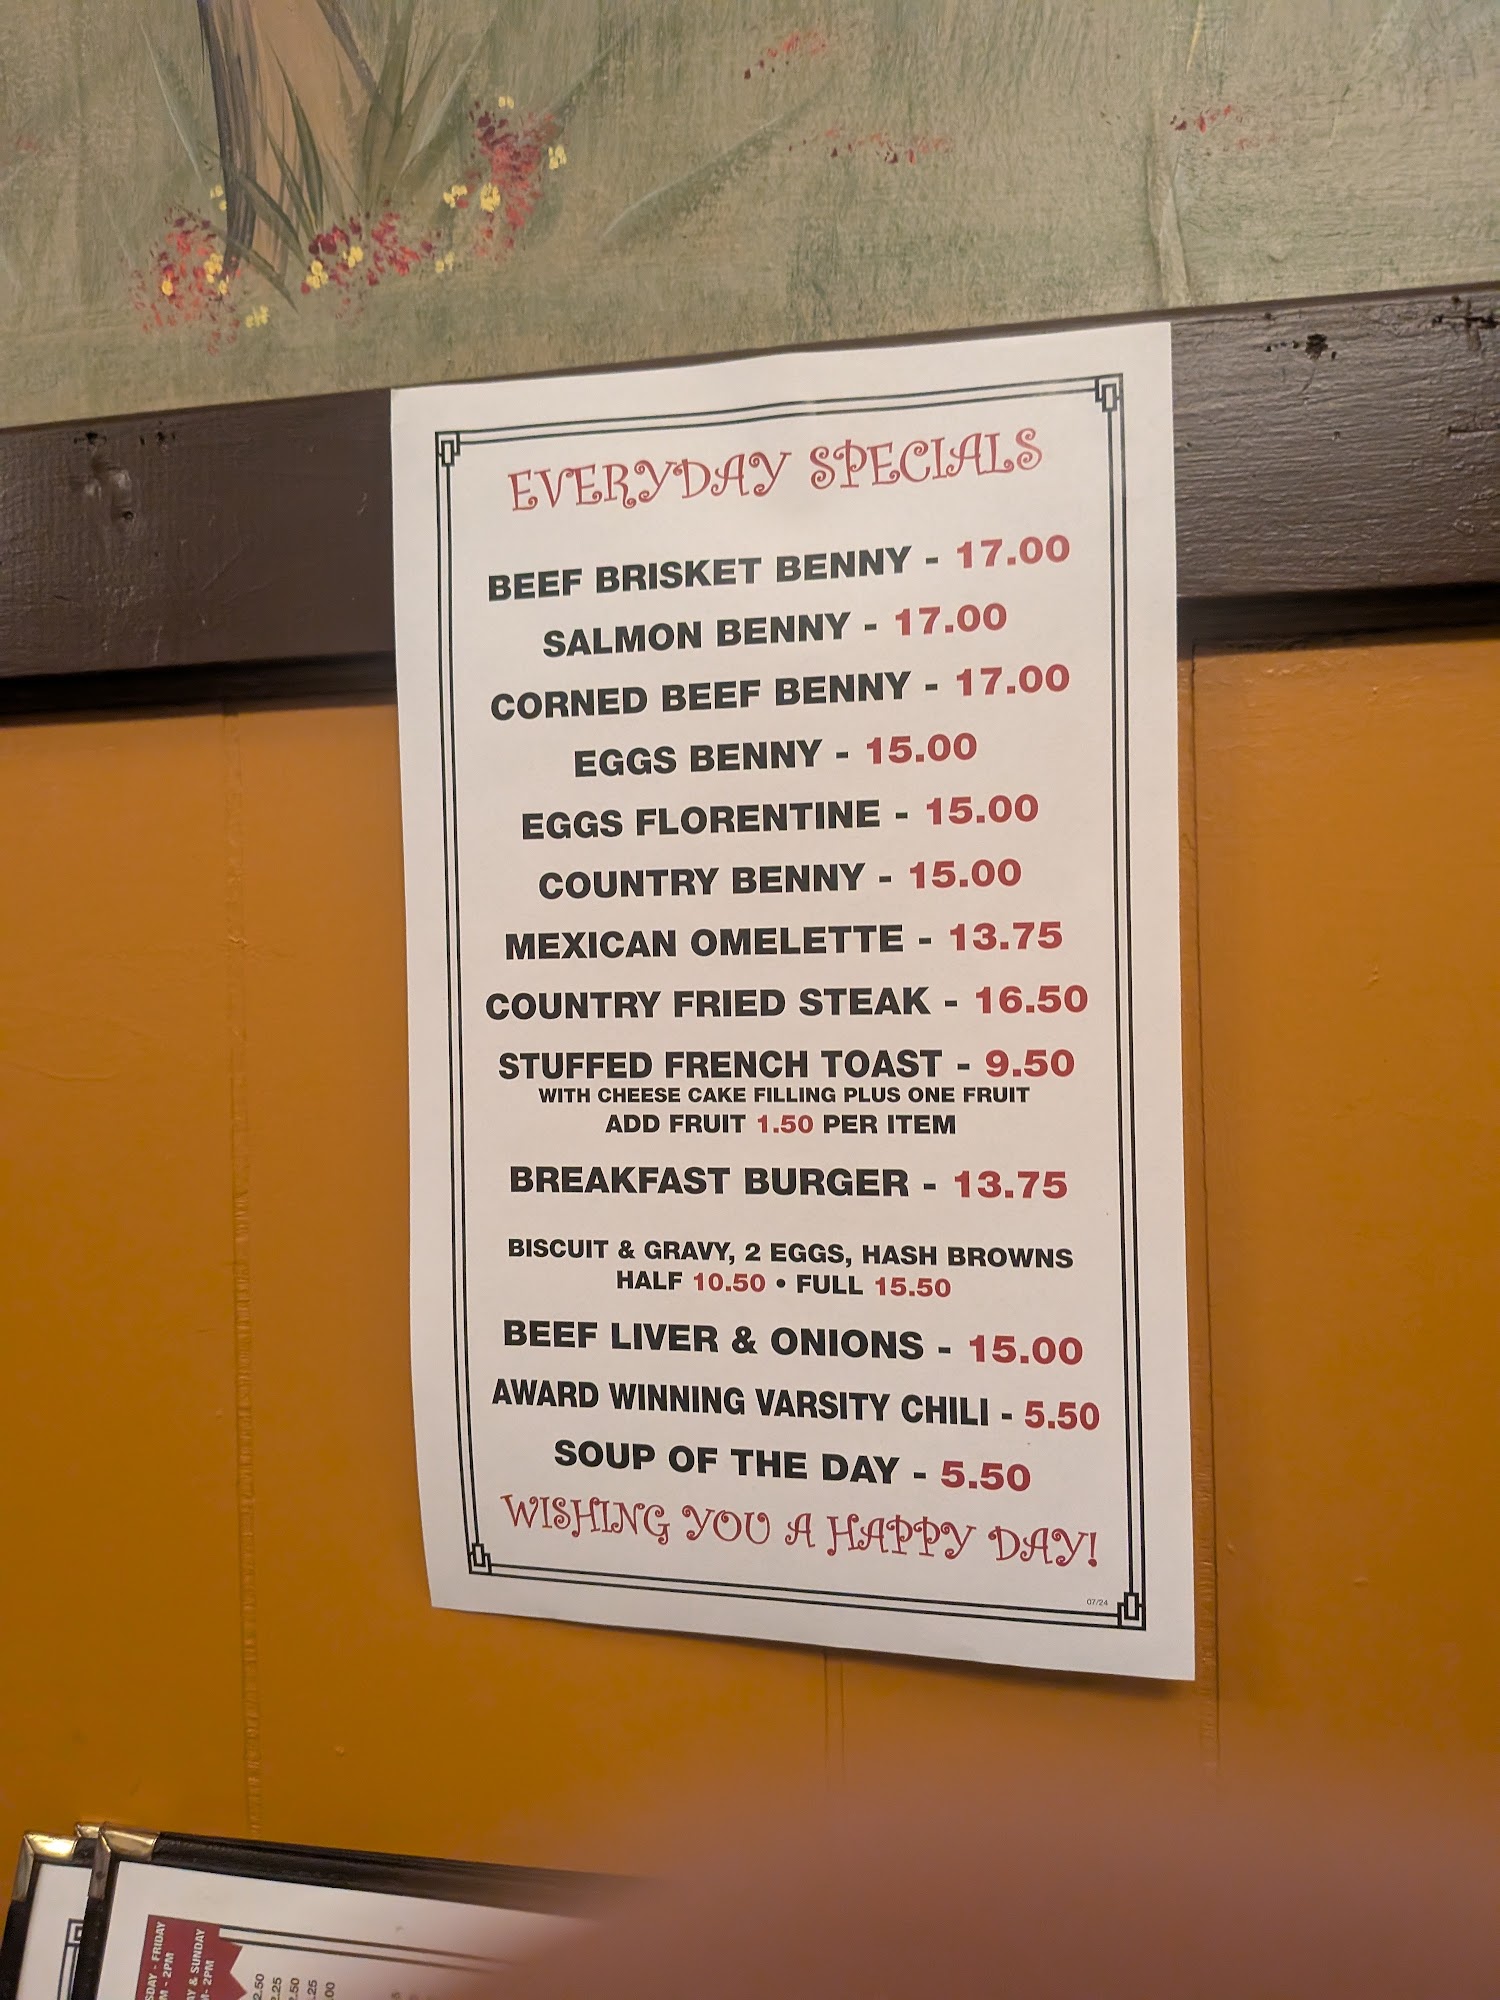 EVERYDAY SPECIALS
BEEF BRISKET BENNY - 17.00
SALMON BENNY - 17.00
CORNED BEEF BENNY - 17.00
EGGS BENNY - 15.00
EGGS FLORENTINE - 15.00
COUNTRY BENNY - 15.00
MEXICAN OMELETTE - 13.75
COUNTRY FRIED STEAK - 16.50
STUFFED FRENCH TOAST - 9.50
WITH CHEESE CAKE FILLING PLUS ONE FRUIT
ADD FRUIT 1.50 PER ITEM
BREAKFAST BURGER - 13.75
BISCUIT & GRAVY, 2 EGGS, HASH BROWNS
HALF 10.50 • FULL 15.50
BEEF LIVER & ONIONS - 15.00
AWARD WINNING VARSITY CHILI - 5.50
SOUP OF THE DAY - 5.50
WISHING YOU A HAPPY DAY!
07/24
- FRIDAY
- 2PM
& SUNDAY
- 2PM